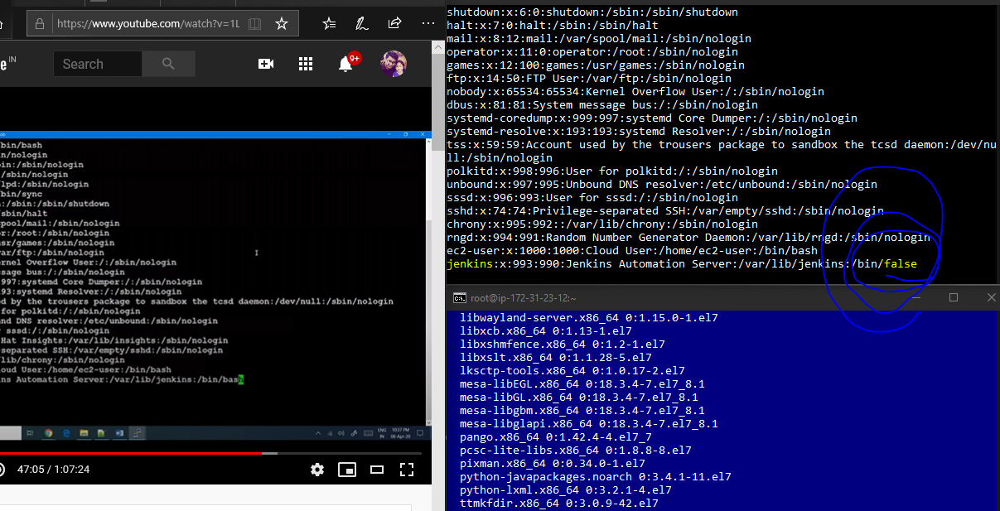 https://www.youtube.com/watch?v=1L
e IN
Search
9+
bin/bash
in/nologin
in:/sbin/nologin
:/sbin/nologin
lpd:/sbin/nologin
bin/sync
:/sbin:/sbin/shutdown
sbin/halt
pool/mail:/sbin/nologin
or:/root:/sbin/nologin
usr/games:/sbin/nologin
var/ftp:/sbin/nologin
ernel Overflow User:/:/sbin/nologin
ssage bus:/:/sbin/nologin
997:systemd Core Dumper:/:/sbin/nologin
193:systemd Resolver:/:/sbin/nologin
d by the trousers package to sandbox the tcsd daemon:/dev/null:/sbin/nologin
for polkitd:/:/sbin/nologin
nd DNS resolver:/etc/unbound:/sbin/nologin
r sssd:/:/sbin/nologin
Hat Insights:/var/lib/insights:/sbin/nologin
separated SSH:/var/empty/sshd:/sbin/nologin
lib/chrony:/sbin/nologin
loud User:/home/ec2-user:/bin/bash
ins Automation Server:/var/lib/jenkins:/bin/bash
ENG
IN
10:37 PM
08-Apr-20
47:05 / 1:07:24
shutdown:x:6:0:shutdown:/sbin:/sbin/shutdown
halt:x:7:0:halt:/sbin:/sbin/halt
mail:x:8:12:mail:/var/spool/mail:/sbin/nologin
operator:x:11:0:operator:/root:/sbin/nologin
games:x:12:100:games:/usr/games:/sbin/nologin
ftp:x:14:50:FTP User:/var/ftp:/sbin/nologin
nobody:x:65534:65534:Kernel Overflow User:/:/sbin/nologin
dbus:x:81:81:System message bus:/:/sbin/nologin
systemd-coredump:x:999:997:systemd Core Dumper:/:/sbin/nologin
systemd-resolve:x:193:193:systemd Resolver:/:/sbin/nologin
tss:x:59:59:Account used by the trousers package to sandbox the tcsd daemon:/dev/nu
ll:/sbin/nologin
polkitd:x:998:996:User for polkitd:/:/sbin/nologin
unbound:x:997:995:Unbound DNS resolver:/etc/unbound:/sbin/nologin
sssd:x:996:993:User for sssd:/:/sbin/nologin
sshd:x:74:74:Privilege-separated SSH:/var/empty/sshd:/sbin/nologin
chrony:x:995:992::/var/lib/chrony:/sbin/nologin
rngd:x:994:991:Random Number Generator Daemon:/var/lib/rngd:/sbin/nologin
ec2-user:x:1000:1000:Cloud User:/home/ec2-user:/bin/bash
jenkins:x:993:990:Jenkins Automation Server:/var/lib/jenkins:/bin/false
root@ip-172-31-23-12:~
libwayland-server.x86_64 0:1.15.0-1.el7
libxcb.x86_64 0:1.13-1.el7
libxshmfence.x86_64 0:1.2-1.el7
libxslt.x86_64 0:1.1.28-5.el7
lksctp-tools.x86_64 0:1.0.17-2.el7
mesa-libEGL.x86_64 0:18.3.4-7.el7_8.1
mesa-libGL.x86_64 0:18.3.4-7.el7_8.1
mesa-libgbm.x86_64 0:18.3.4-7.el7_8.1
mesa-libglapi.x86_64 0:18.3.4-7.el7_8.1
pango.x86_64 0:1.42.4-4.el7_7
pcsc-lite-libs.x86_64 0:1.8.8-8.el7
pixman.x86_64 0:0.34.0-1.el7
python-javapackages.noarch 0:3.4.1-11.el7
python-lxml.x86_64 0:3.2.1-4.el7
ttmkfdir.x86_64 0:3.0.9-42.el7